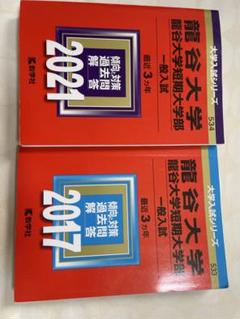 大学入試シリーズ
534
龍谷大学
龍谷大学短期大学部
一般入試
最近3カ年
傾向と対策
過去問
解答
2021
教学社
大学入試シリーズ
533
龍谷大学
龍谷大学短期大学部
一般入試
最近3カ年
傾向と対策
過去問
解答
2017
教学社